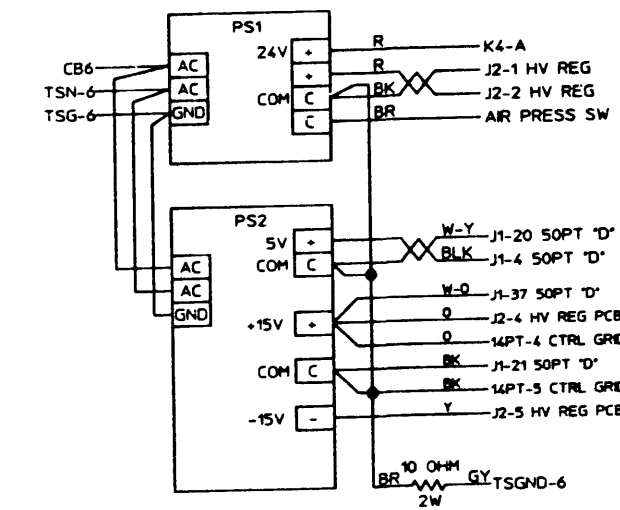 PS1
24V + R K4-A
CB6 AC + R J2-1 HV REG
TSN-6 AC COM C BK J2-2 HV REG
TSG-6 GND C BR AIR PRESS SW
PS2
5V + W-Y J1-20 50PT "D"
AC COM C BLK J1-4 50PT "D"
AC W-O J1-37 50PT "D"
GND +15V + O J2-4 HV REG PCB
O 14PT-4 CTRL GRID
COM C BK J1-21 50PT "D"
BK 14PT-5 CTRL GRID
-15V - Y J2-5 HV REG PCB
10 OHM
BR GY TSGND-6
2W